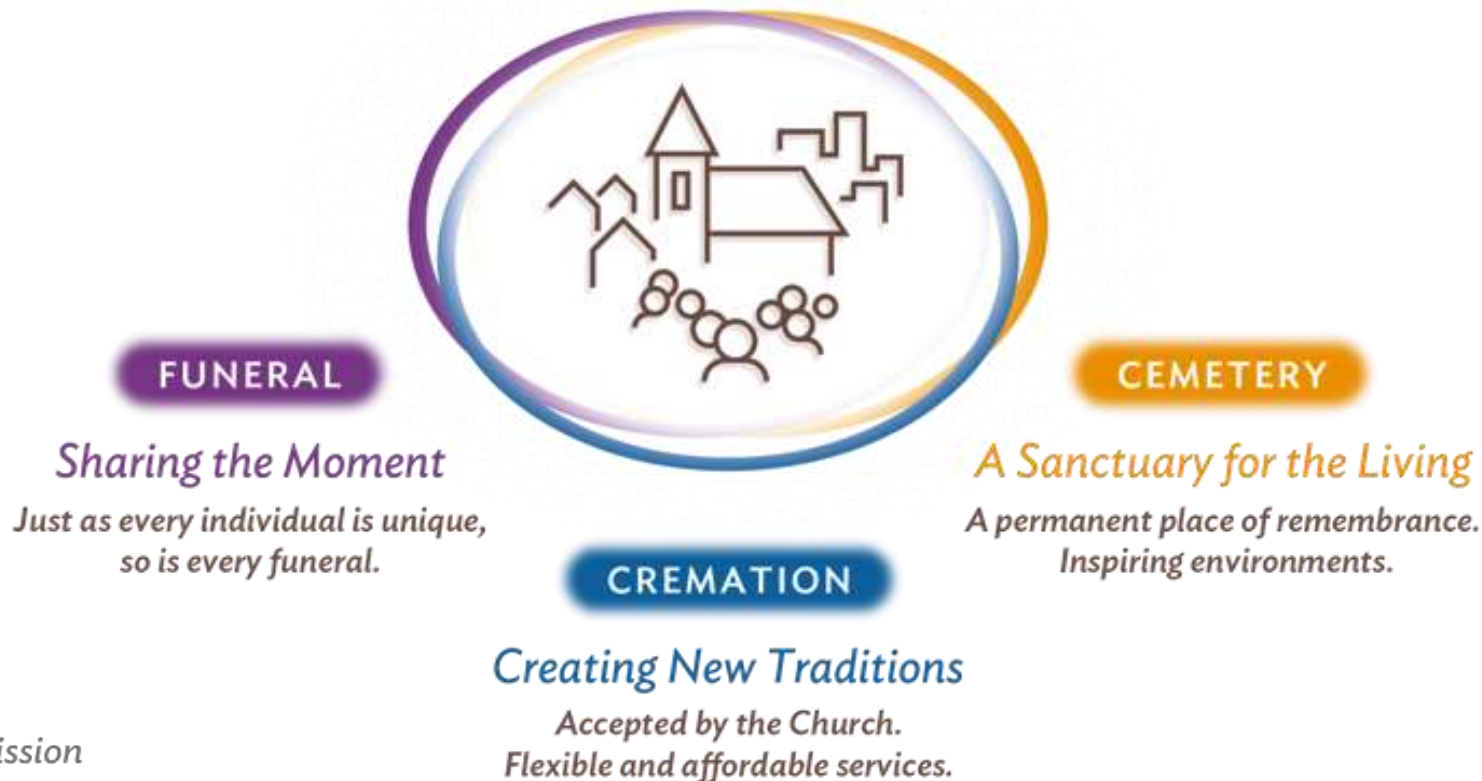 FUNERAL
Sharing the Moment
Just as every individual is unique,
so is every funeral.
CEMETERY
A Sanctuary for the Living
A permanent place of remembrance.
Inspiring environments.
CREMATION
Creating New Traditions
Accepted by the Church.
Flexible and affordable services.